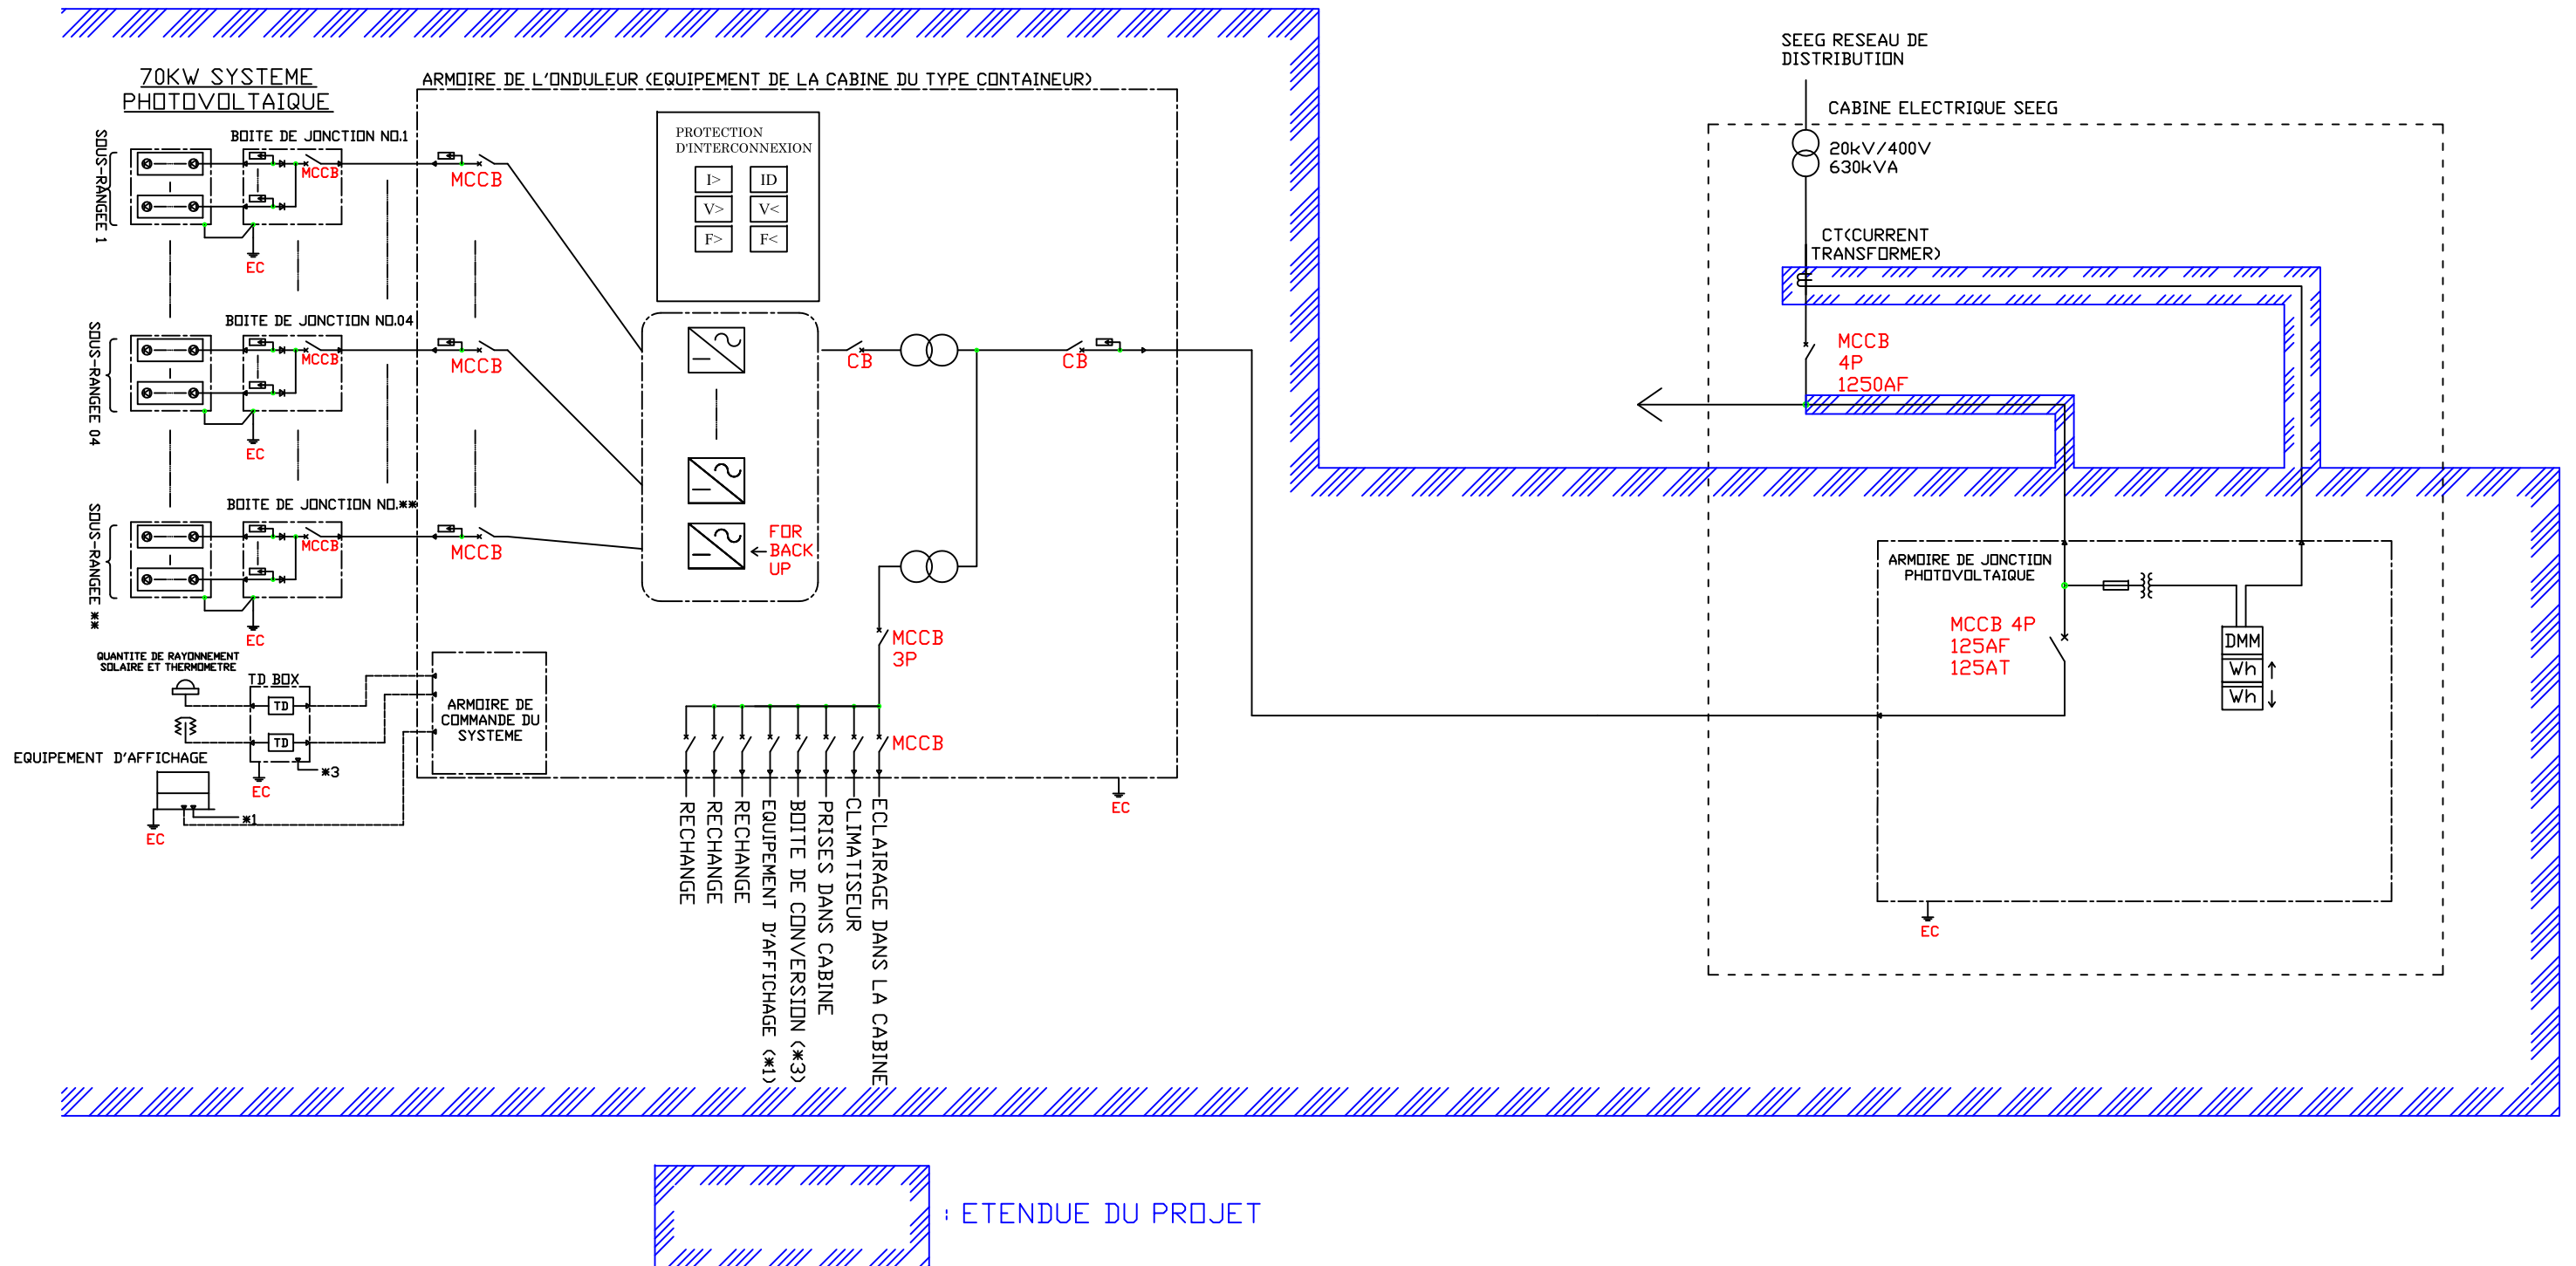 70KW SYSTEME
PHOTOVOLTAIQUE
ARMOIRE DE L'ONDULEUR (EQUIPEMENT DE LA CABINE DU TYPE CONTAINEUR)
SOUS-RANGEE 1
BOITE DE JONCTION NO.1
MCCB
EC
MCCB
PROTECTION
D'INTERCONNEXION
I> ID
V> V<
F> F<
SOUS-RANGEE 04
BOITE DE JONCTION NO.04
MCCB
EC
MCCB
CB
CB
SOUS-RANGEE **
BOITE DE JONCTION NO.**
MCCB
EC
MCCB
FOR
BACK
UP
MCCB
3P
QUANTITE DE RAYONNEMENT
SOLAIRE ET THERMOMETRE
TD BOX
TD
TD
*3
EC
EQUIPEMENT D'AFFICHAGE
*1
EC
ARMOIRE DE
COMMANDE DU
SYSTEME
MCCB
RECHANGE
RECHANGE
RECHANGE
EQUIPEMENT D'AFFICHAGE (*1)
BOITE DE CONVERSION (*3)
PRISES DANS CABINE
CLIMATISEUR
ECLAIRAGE DANS LA CABINE
EC
SEEG RESEAU DE
DISTRIBUTION
CABINE ELECTRIQUE SEEG
20kV/400V
630kVA
CT(CURRENT
TRANSFORMER)
MCCB
4P
1250AF
ARMOIRE DE JONCTION
PHOTOVOLTAIQUE
MCCB 4P
125AF
125AT
DMM
Wh
Wh
EC
: ETENDUE DU PROJET